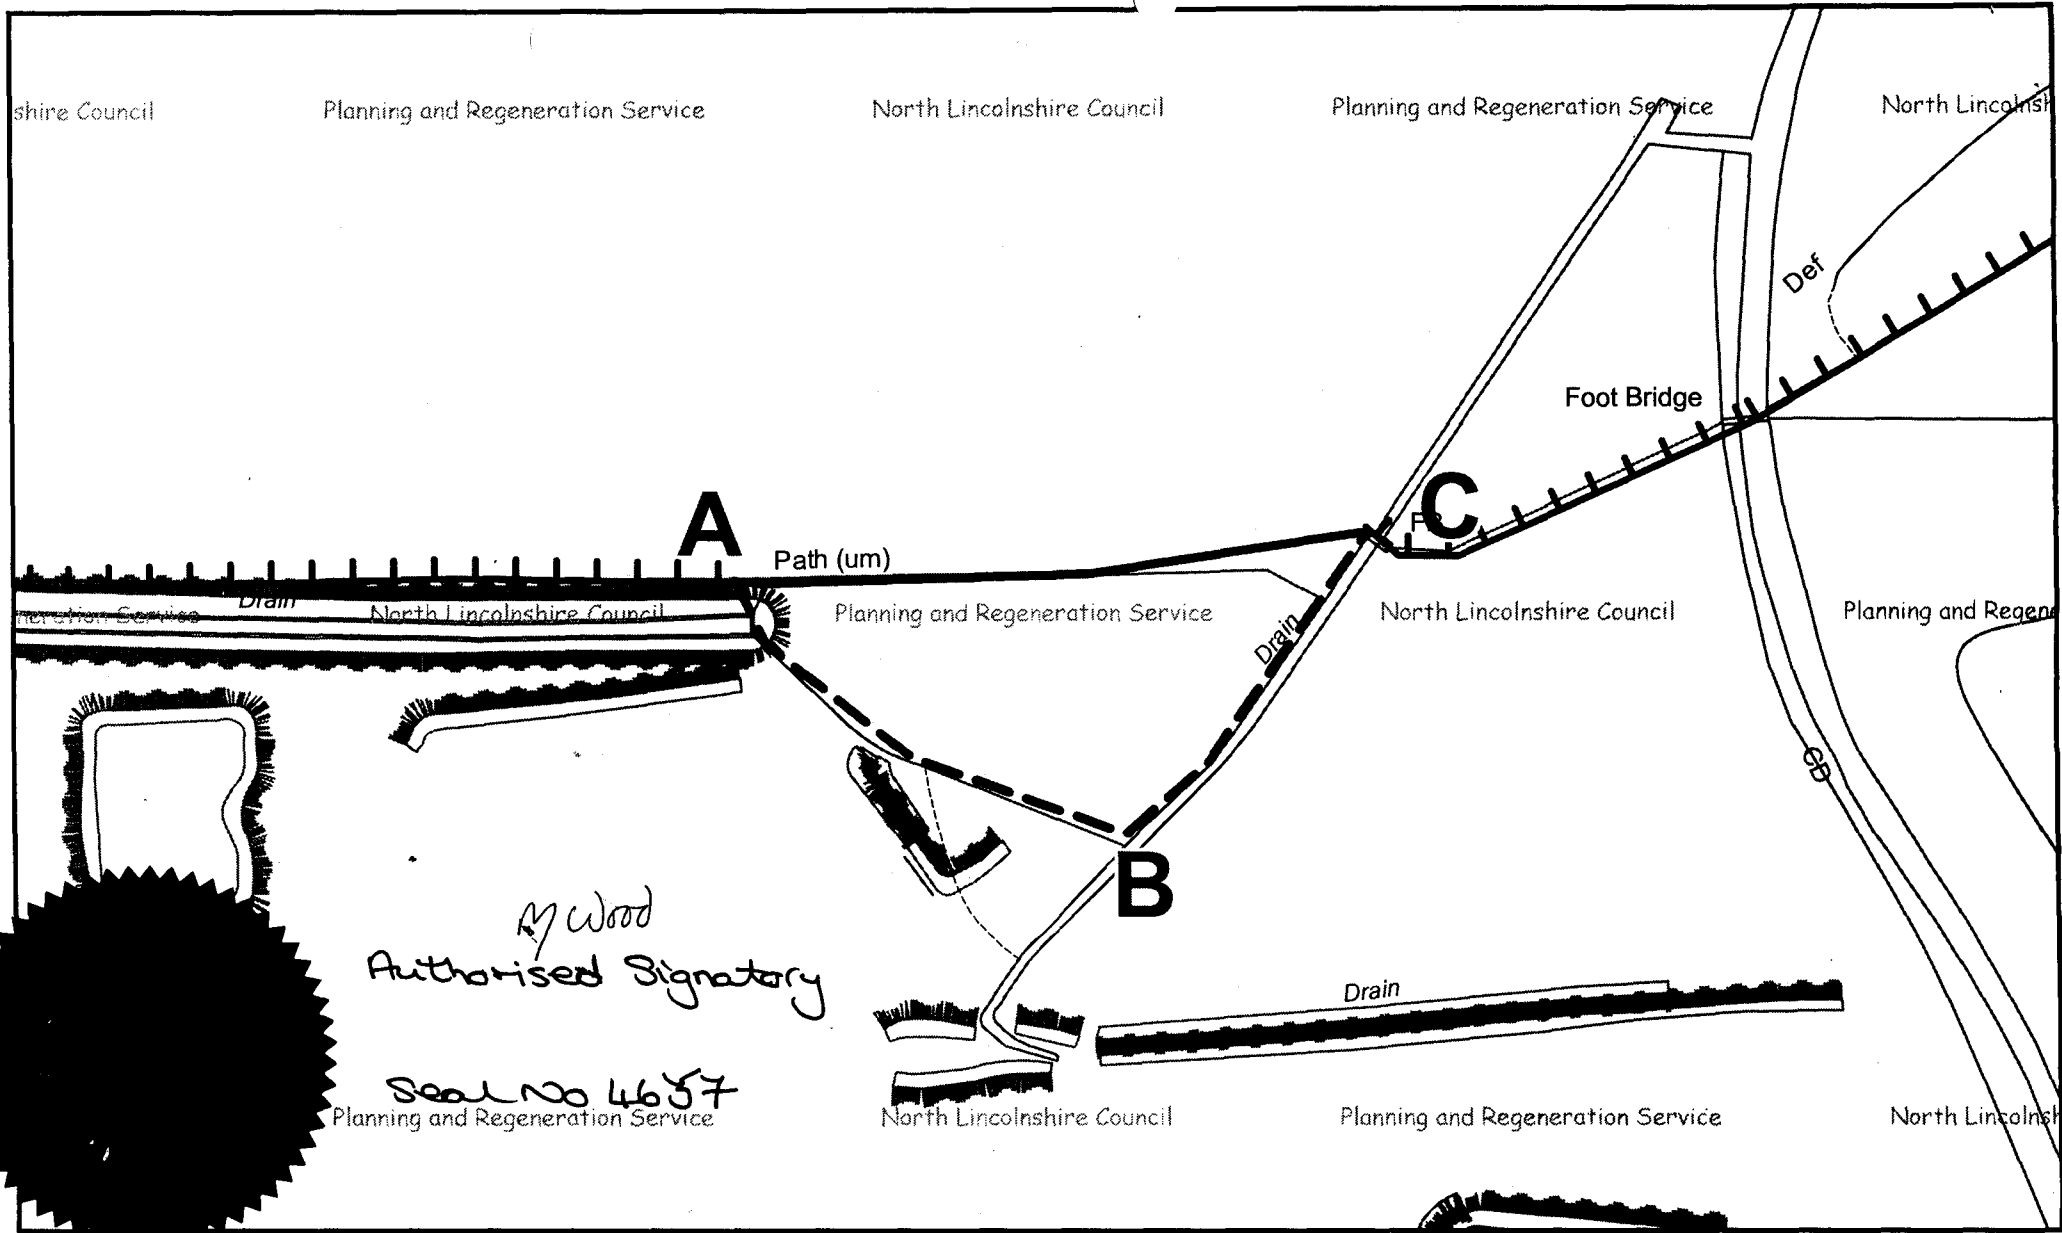 shire Council Planning and Regeneration Service North Lincolnshire Council Planning and Regeneration Service North Lincolnsh
Def
Foot Bridge
A
C
Path (um)
Drain
neration Service North Lincolnshire Council Planning and Regeneration Service North Lincolnshire Council Planning and Regene
Drain
CD
B
M Wood
Authorised Signatory
Drain
Seal No 4657
Planning and Regeneration Service North Lincolnshire Council Planning and Regeneration Service North Lincolnsh